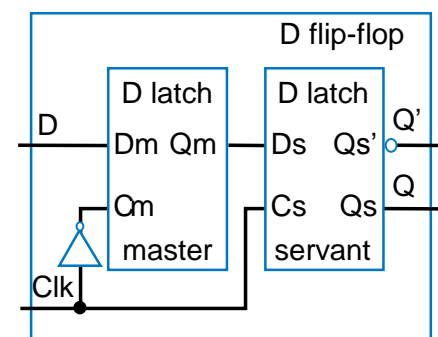 D flip-flop
D latch
D latch
D
Q’
Dm Qm
Ds Qs’
Q
Cm
Cs Qs
master
servant
Clk